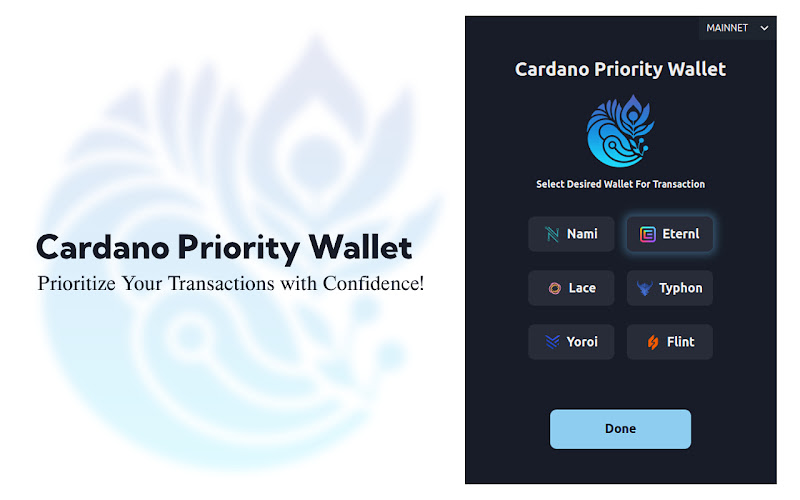 Cardano Priority Wallet
Prioritize Your Transactions with Confidence!
MAINNET
Cardano Priority Wallet
Select Desired Wallet For Transaction
Nami
Eternl
Lace
Typhon
Yoroi
Flint
Done